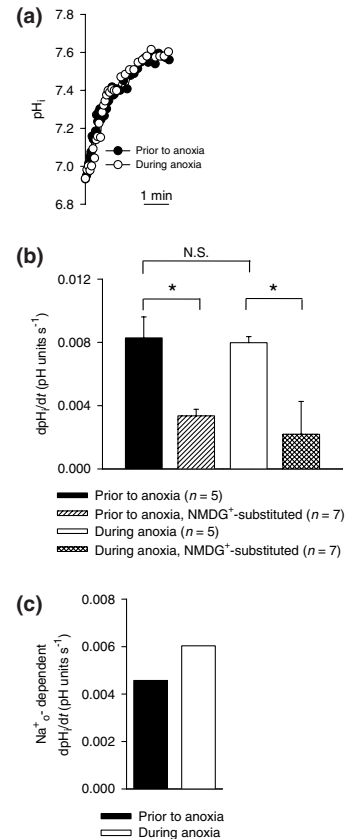 (a)
7.6
7.4
7.2
7.0
6.8
pHi
Prior to anoxia
During anoxia
1 min
(b)
N.S.
0.012
*
*
0.008
0.004
0.000
dpHi/dt (pH units s⁻¹)
Prior to anoxia (n = 5)
Prior to anoxia, NMDG⁺-substituted (n = 7)
During anoxia (n = 5)
During anoxia, NMDG⁺-substituted (n = 7)
(c)
0.008
0.006
0.004
0.002
0.000
Na⁺o- dependent
dpHi/dt (pH units s⁻¹)
Prior to anoxia
During anoxia